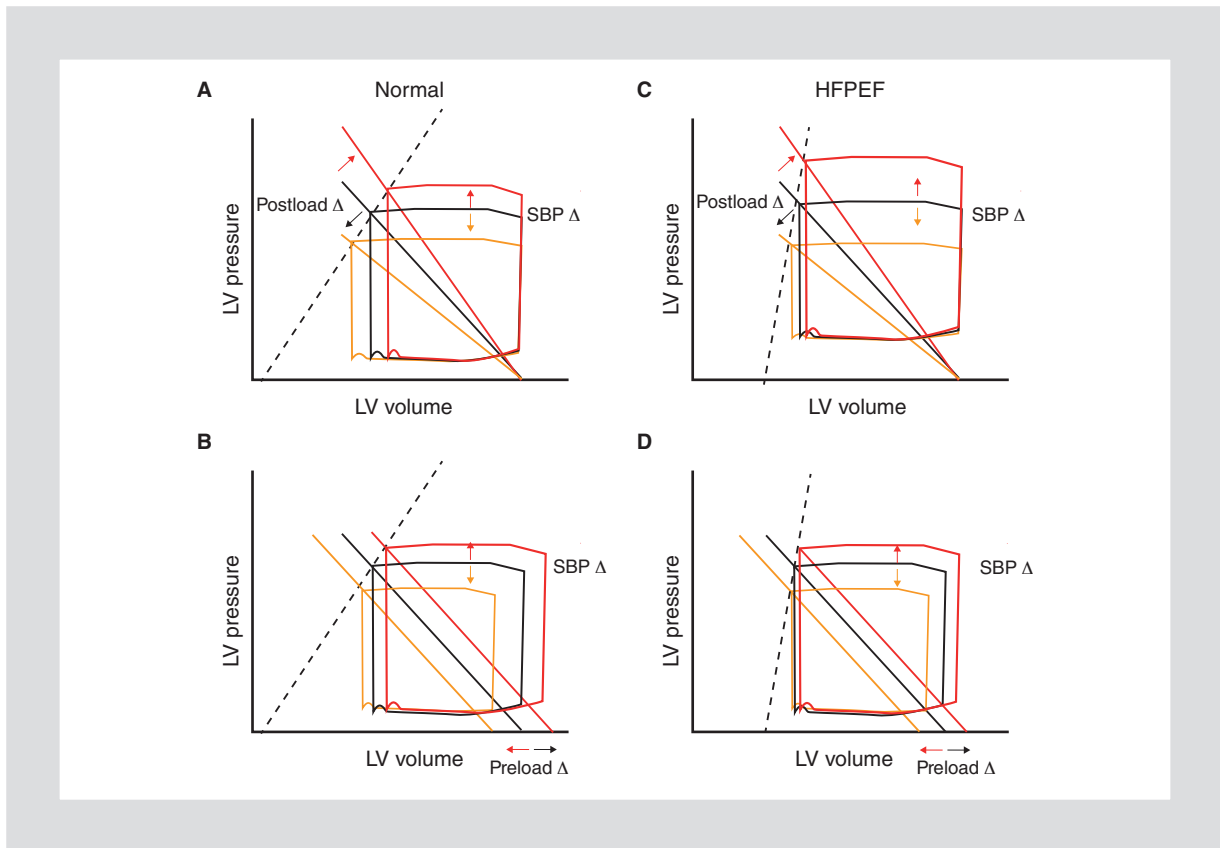 A
Normal
Postload Δ
SBP Δ
LV pressure
LV volume
C
HFPEF
Postload Δ
SBP Δ
LV pressure
LV volume
B
SBP Δ
LV pressure
LV volume
Preload Δ
D
SBP Δ
LV pressure
LV volume
Preload Δ